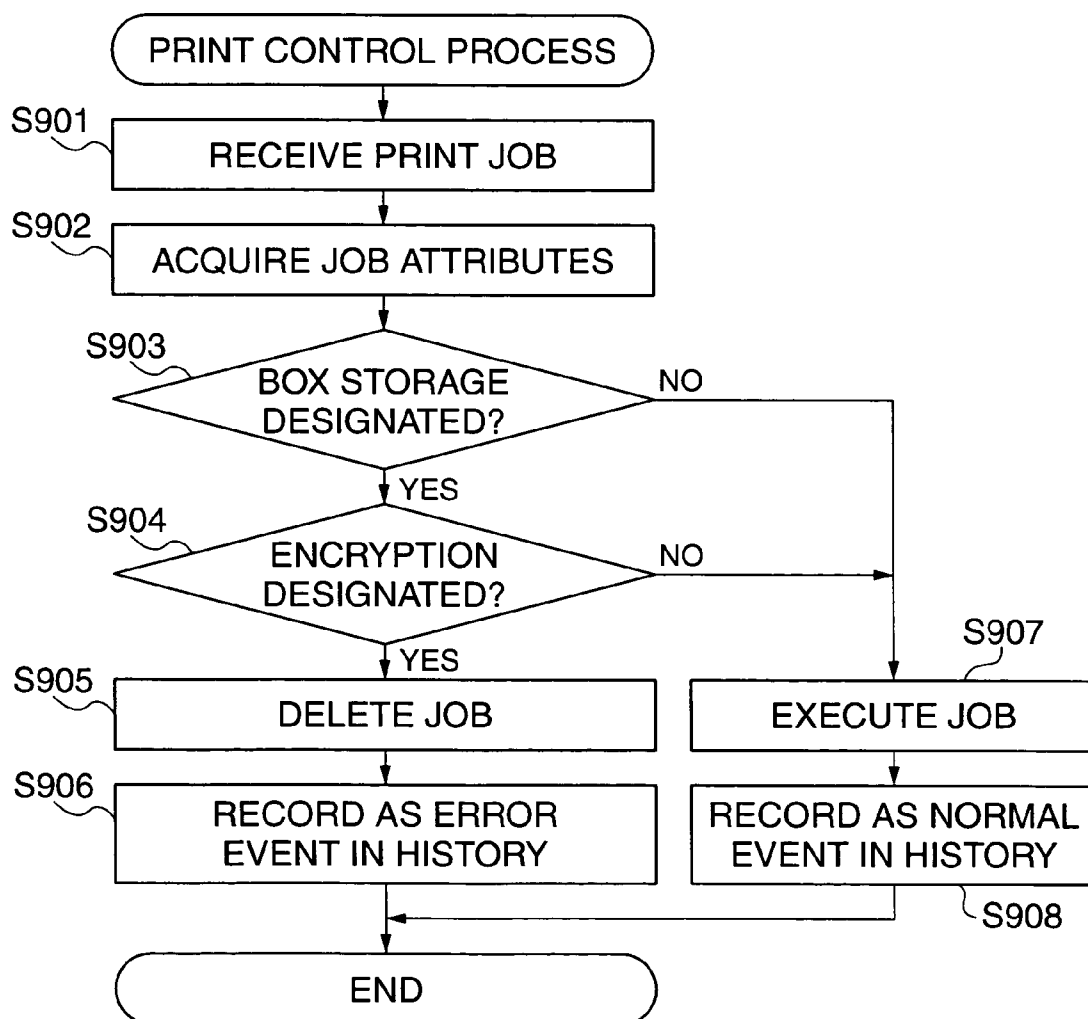 PRINT CONTROL PROCESS
S901
RECEIVE PRINT JOB
S902
ACQUIRE JOB ATTRIBUTES
S903
BOX STORAGE
DESIGNATED?
NO
YES
S904
ENCRYPTION
DESIGNATED?
NO
YES
S905
DELETE JOB
S907
EXECUTE JOB
S906
RECORD AS ERROR
EVENT IN HISTORY
RECORD AS NORMAL
EVENT IN HISTORY
S908
END